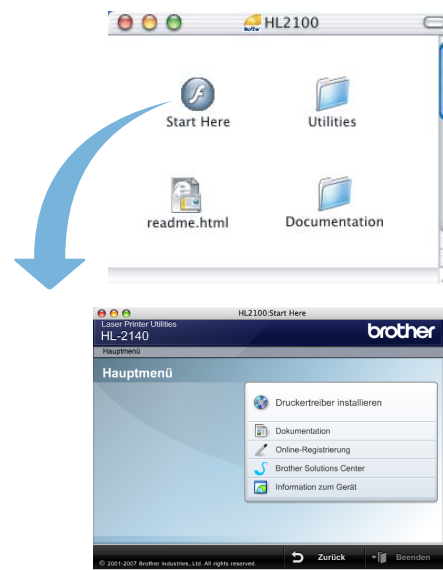 brother
HL2100
Start Here
Utilities
readme.html
Documentation
HL2100:Start Here
Laser Printer Utilities
HL-2140
brother
Hauptmenü
Hauptmenü
Druckertreiber installieren
Dokumentation
Online-Registrierung
Brother Solutions Center
Information zum Gerät
© 2001-2007 Brother Industries, Ltd. All rights reserved.
Zurück
Beenden